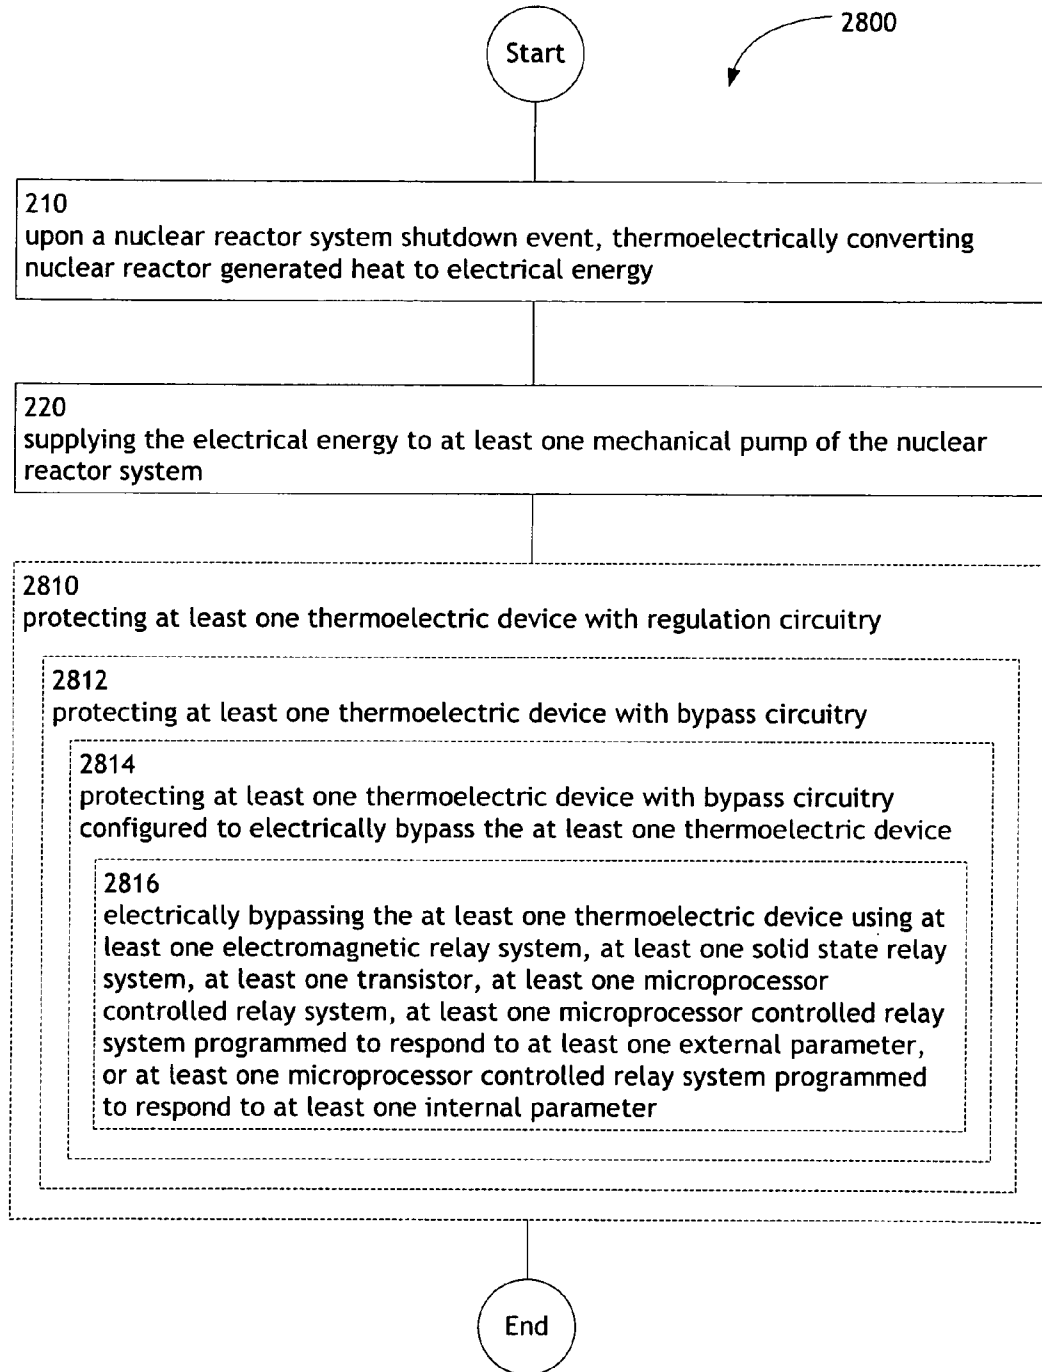 Start
2800
210
upon a nuclear reactor system shutdown event, thermoelectrically converting
nuclear reactor generated heat to electrical energy
220
supplying the electrical energy to at least one mechanical pump of the nuclear
reactor system
2810
protecting at least one thermoelectric device with regulation circuitry
2812
protecting at least one thermoelectric device with bypass circuitry
2814
protecting at least one thermoelectric device with bypass circuitry
configured to electrically bypass the at least one thermoelectric device
2816
electrically bypassing the at least one thermoelectric device using at
least one electromagnetic relay system, at least one solid state relay
system, at least one transistor, at least one microprocessor
controlled relay system, at least one microprocessor controlled relay
system programmed to respond to at least one external parameter,
or at least one microprocessor controlled relay system programmed
to respond to at least one internal parameter
End